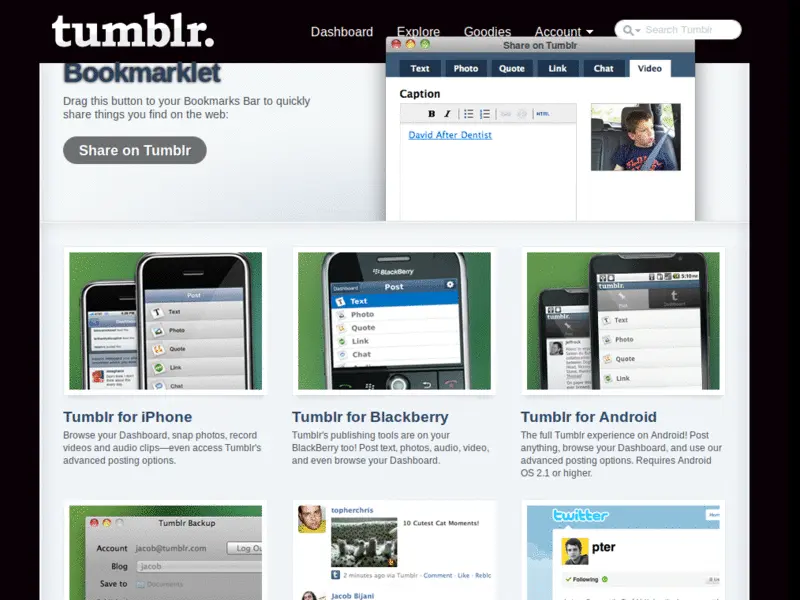 tumblr.
Dashboard Explore Goodies Account Search Tumblr
Bookmarklet
Drag this button to your Bookmarks Bar to quickly
share things you find on the web:
Share on Tumblr
Share on Tumblr
Text Photo Quote Link Chat Video
Caption
B I HTML
David After Dentist
Post
Text
Photo
Quote
Link
Chat
BlackBerry
Dashboard Post
Text
Photo
Quote
Link
Chat
tumblr.
tumblr.
Text
Photo
Quote
Link
Tumblr for iPhone
Browse your Dashboard, snap photos, record
videos and audio clips—even access Tumblr's
advanced posting options.
Tumblr for Blackberry
Tumblr's publishing tools are on your
BlackBerry too! Post text, photos, audio, video,
and even browse your Dashboard.
Tumblr for Android
The full Tumblr experience on Android! Post
anything, browse your Dashboard, and use our
advanced posting options. Requires Android
OS 2.1 or higher.
Tumblr Backup
Account jacob@tumblr.com Log Ou
Blog jacob
Save to Documents
topherchris
10 Cutest Cat Moments!
2 minutes ago via Tumblr · Comment · Like · Reblo
Jacob Bijani
twitter
pter
Following